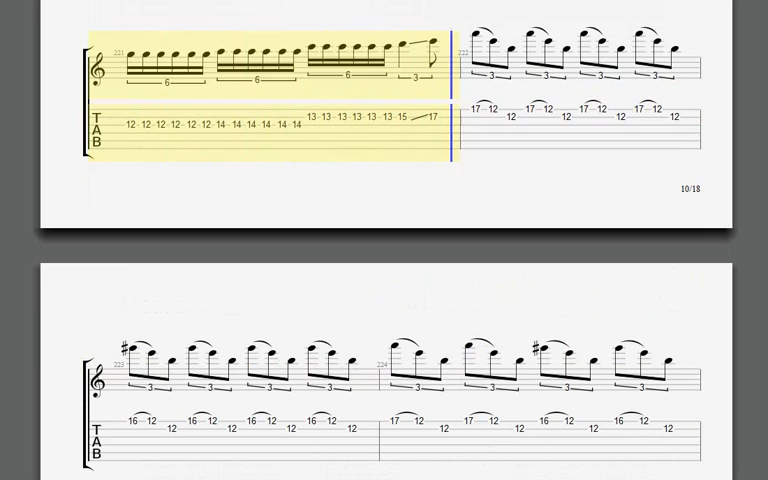 221
222
6 6 6 3 3 3 3 3
TAB
13 13 13 13 13 13 15 17
12 12 12 12 12 12 14 14 14 14 14 14
17 12 17 12 17 12 17 12
12 12 12 12
10/18
223
224
3 3 3 3 3 3 3 3
TAB
16 12 16 12 16 12 16 12 17 12 17 12 16 12 16 12
12 12 12 12 12 12 12 12